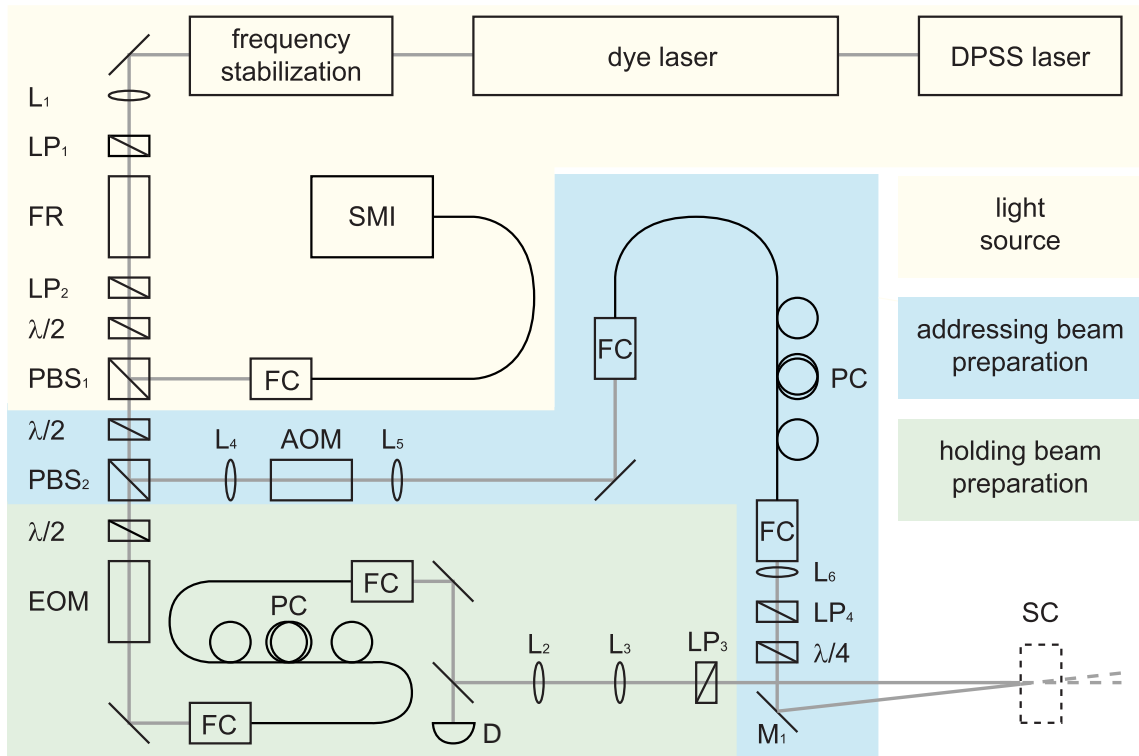 frequency
stabilization
dye laser
DPSS laser
L₁
LP₁
FR
SMI
light
source
LP₂
λ/2
FC
addressing beam
preparation
PBS₁
FC
PC
λ/2
L₄
AOM
L₅
holding beam
preparation
PBS₂
λ/2
FC
EOM
FC
L₆
PC
LP₄
SC
L₂
L₃
LP₃
λ/4
FC
D
M₁